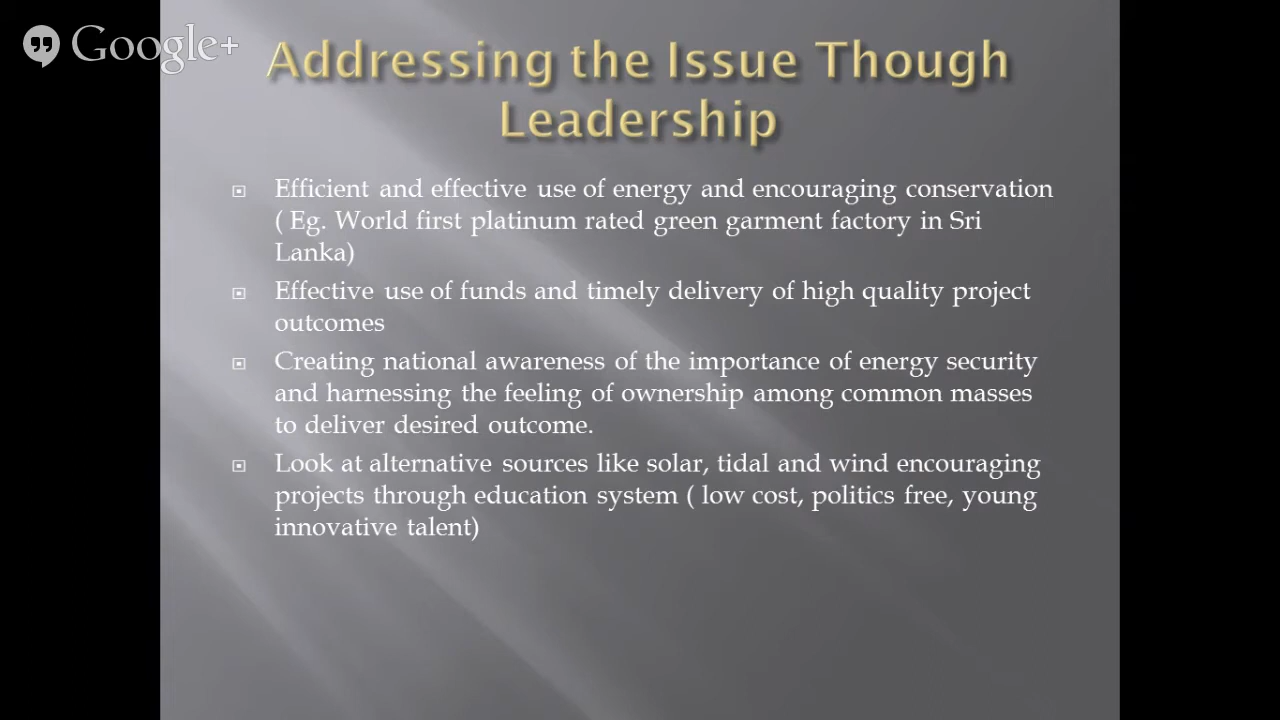 Google+
Addressing the Issue Though
Leadership
Efficient and effective use of energy and encouraging conservation
( Eg. World first platinum rated green garment factory in Sri
Lanka)
Effective use of funds and timely delivery of high quality project
outcomes
Creating national awareness of the importance of energy security
and harnessing the feeling of ownership among common masses
to deliver desired outcome.
Look at alternative sources like solar, tidal and wind encouraging
projects through education system ( low cost, politics free, young
innovative talent)